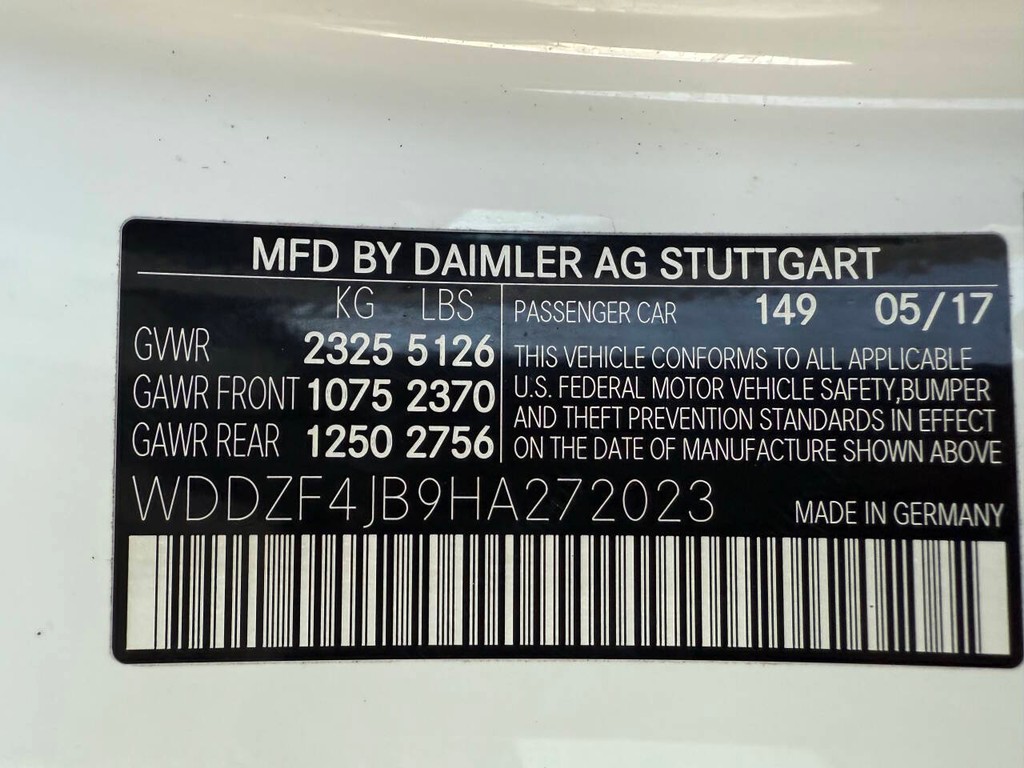 MFD BY DAIMLER AG STUTTGART
KG LBS
GVWR 2325 5126
GAWR FRONT 1075 2370
GAWR REAR 1250 2756
PASSENGER CAR 149 05/17
THIS VEHICLE CONFORMS TO ALL APPLICABLE
U.S. FEDERAL MOTOR VEHICLE SAFETY,BUMPER
AND THEFT PREVENTION STANDARDS IN EFFECT
ON THE DATE OF MANUFACTURE SHOWN ABOVE
WDDZF4JB9HA272023
MADE IN GERMANY